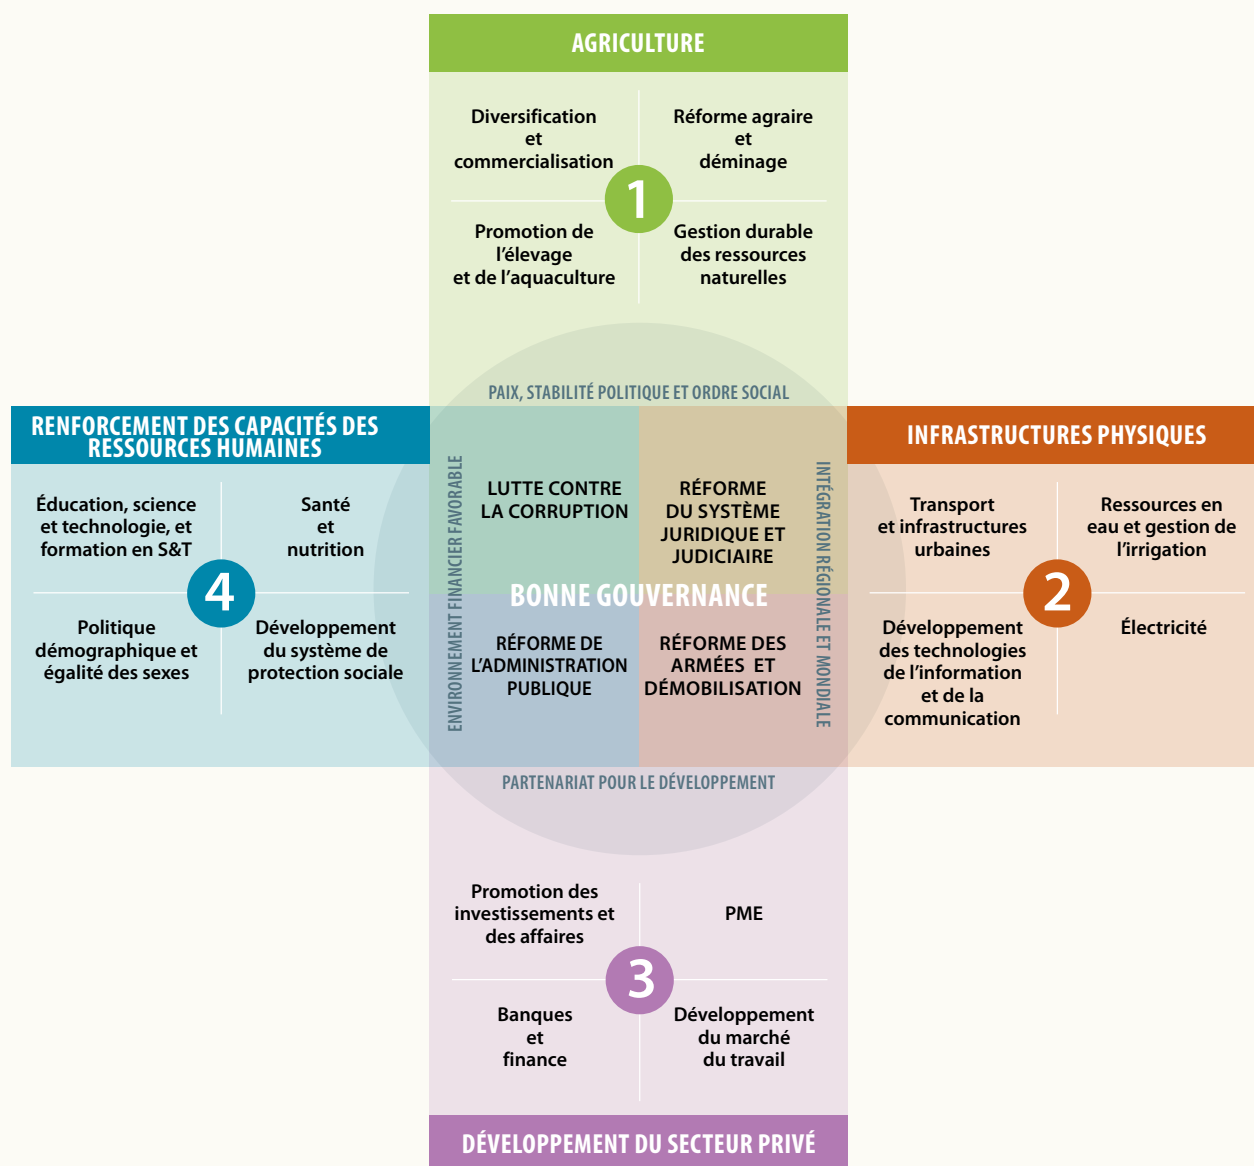 AGRICULTURE
Diversification
et
commercialisation
Réforme agraire
et
déminage
1
Promotion de
l'élevage
et de l'aquaculture
Gestion durable
des ressources
naturelles
PAIX, STABILITÉ POLITIQUE ET ORDRE SOCIAL
RENFORCEMENT DES CAPACITÉS DES
RESSOURCES HUMAINES
Éducation, science
et technologie, et
formation en S&T
Santé
et
nutrition
4
Politique
démographique et
égalité des sexes
Développement
du système de
protection sociale
ENVIRONNEMENT FINANCIER FAVORABLE
LUTTE CONTRE
LA CORRUPTION
RÉFORME
DU SYSTÈME
JURIDIQUE ET
JUDICIAIRE
BONNE GOUVERNANCE
RÉFORME DE
L'ADMINISTRATION
PUBLIQUE
RÉFORME DES
ARMÉES ET
DÉMOBILISATION
INTÉGRATION RÉGIONALE ET MONDIALE
INFRASTRUCTURES PHYSIQUES
Transport
et infrastructures
urbaines
Ressources en
eau et gestion de
l'irrigation
2
Développement
des technologies
de l'information
et de la
communication
Électricité
PARTENARIAT POUR LE DÉVELOPPEMENT
Promotion des
investissements et
des affaires
PME
3
Banques
et
finance
Développement
du marché
du travail
DÉVELOPPEMENT DU SECTEUR PRIVÉ